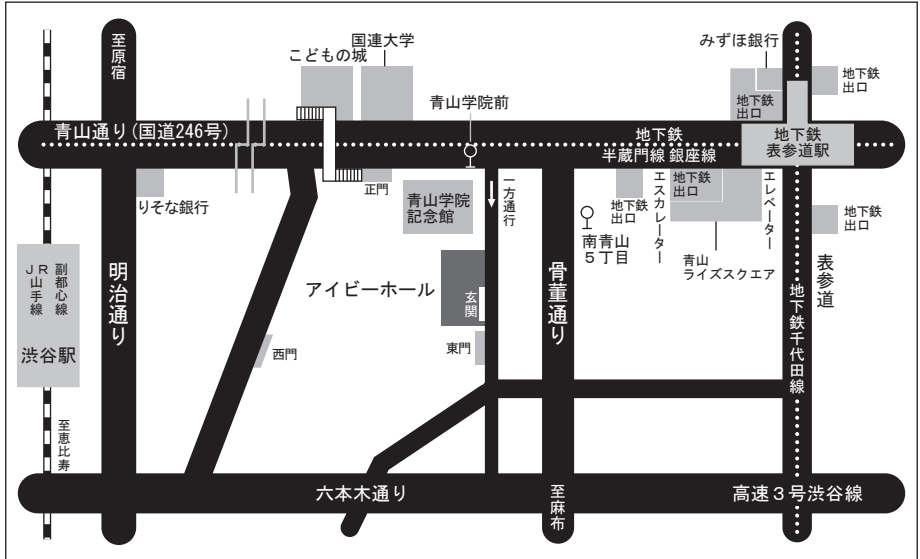 至原宿
こどもの城
国連大学
青山学院前
みずほ銀行
地下鉄
出口
地下鉄
出口
青山通り(国道246号)
地下鉄
半蔵門線 銀座線
地下鉄
表参道駅
りそな銀行
正門
青山学院
記念館
一方通行
地下鉄
出口
エスカレーター
地下鉄
出口
エレベーター
地下鉄
出口
南青山
5丁目
青山
ライズスクエア
表参道
副都心線
JR山手線
渋谷駅
明治通り
アイビーホール
玄関
骨董通り
地下鉄千代田線
西門
東門
至恵比寿
六本木通り
至麻布
高速3号渋谷線